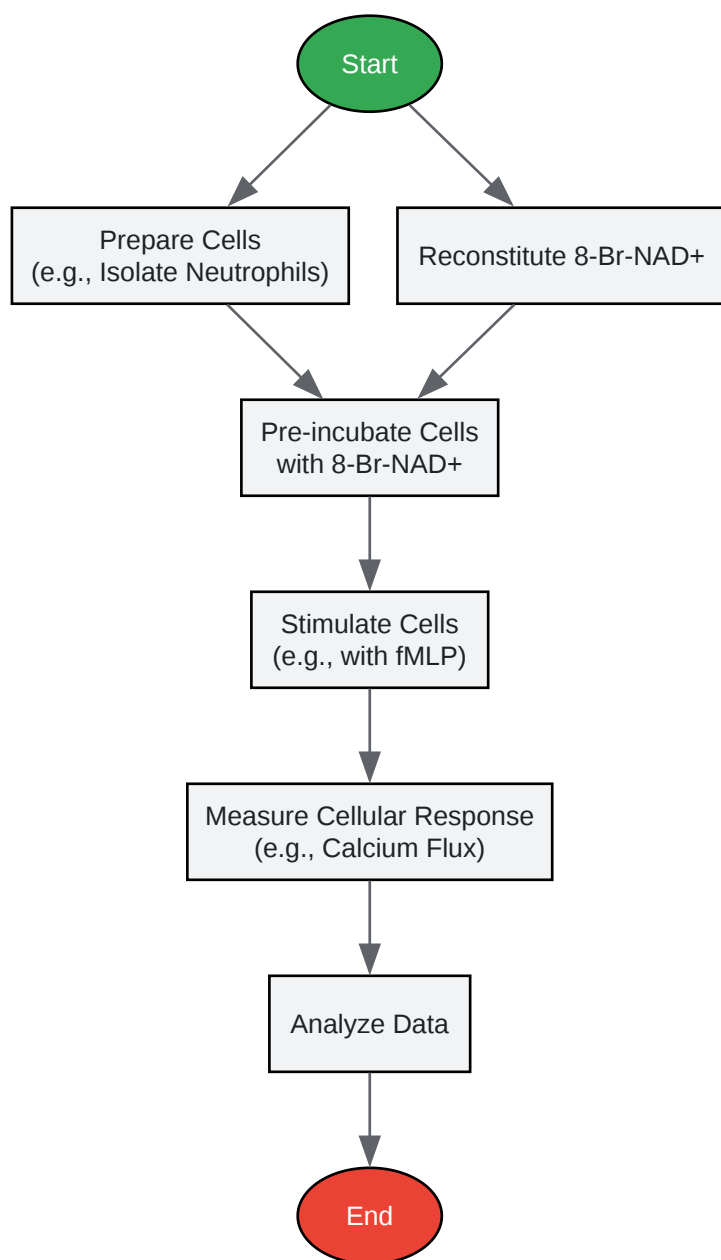 Start
Prepare Cells
(e.g., Isolate Neutrophils)
Reconstitute 8-Br-NAD+
Pre-incubate Cells
with 8-Br-NAD+
Stimulate Cells
(e.g., with fMLP)
Measure Cellular Response
(e.g., Calcium Flux)
Analyze Data
End